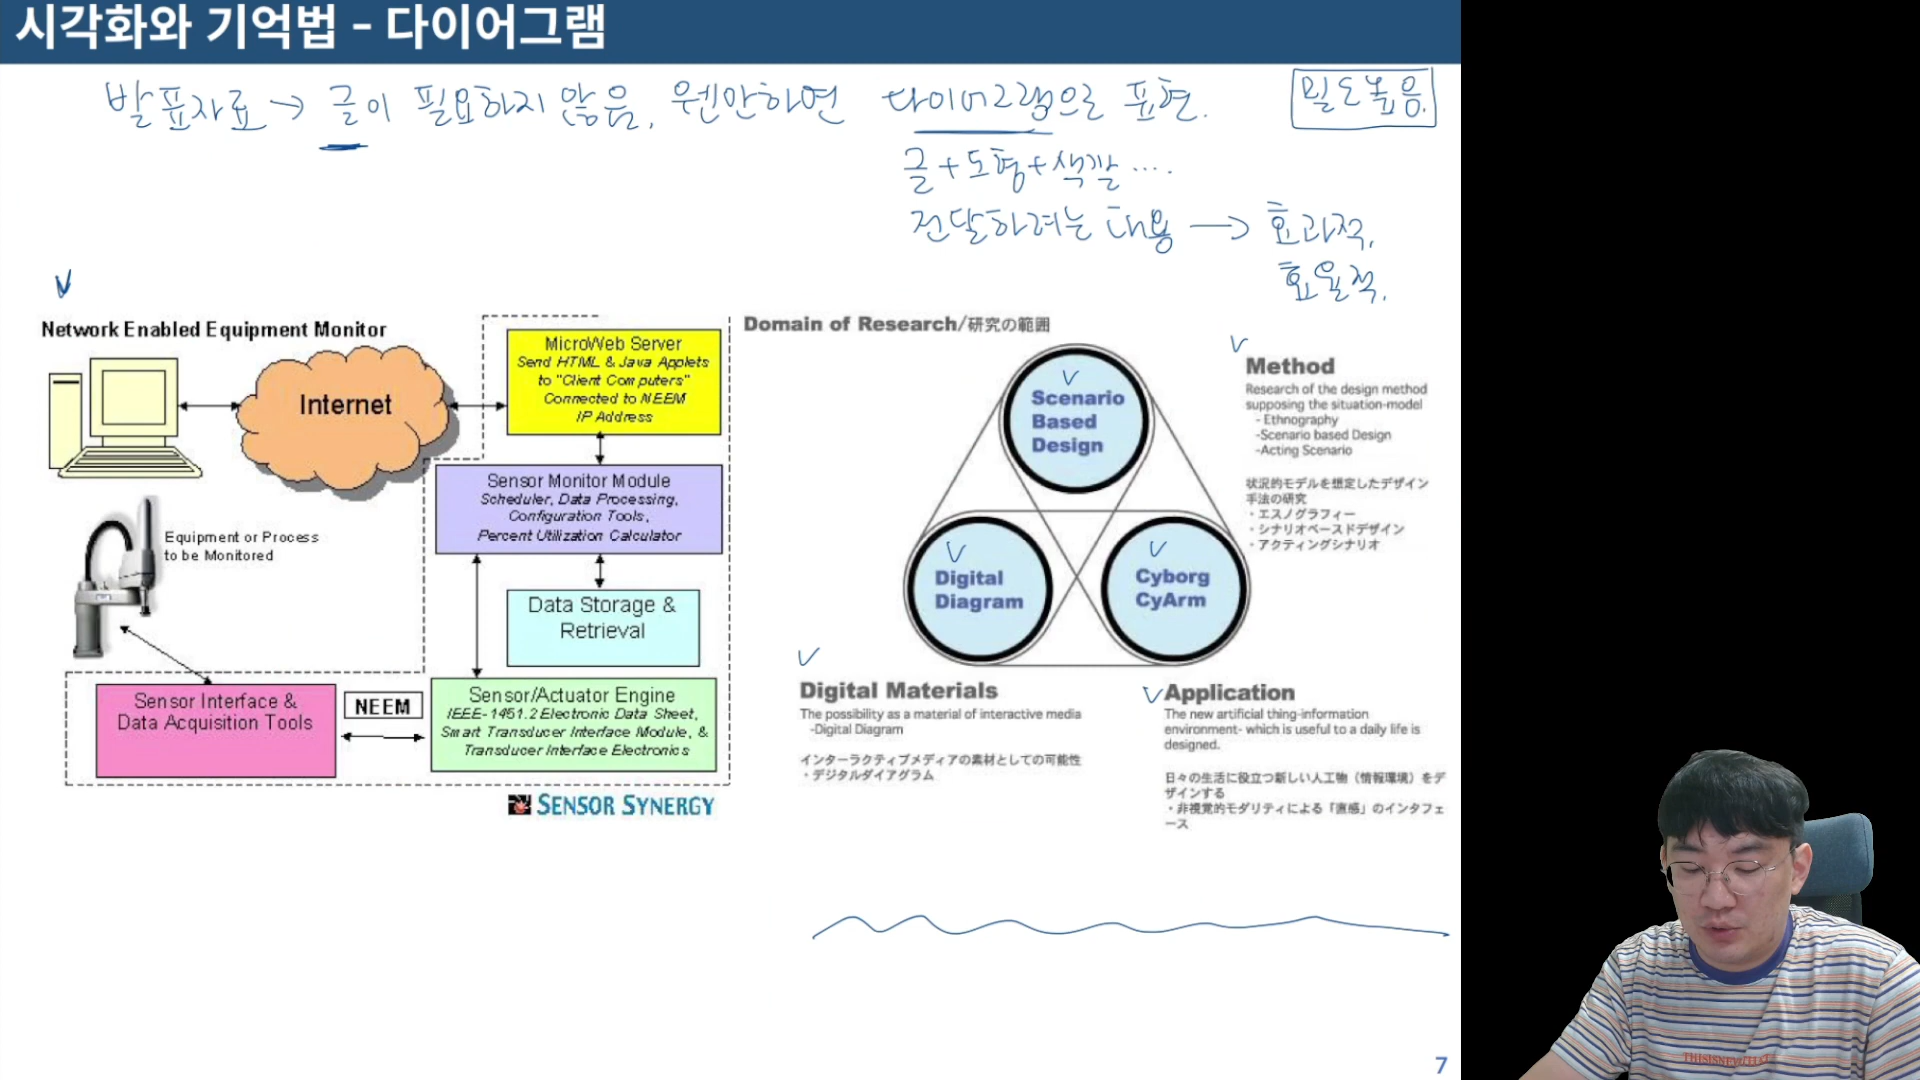 시각화와 기억법 - 다이어그램
발표자료 → 글이 필요하지 않음, 웬만하면 다이어그램으로 표현.
밀도높음.
글+도형+색깔 ....
전달하려는 내용 → 효과적,
효율적.
Network Enabled Equipment Monitor
Internet
MicroWeb Server
Send HTML & Java Applets
to "Client Computers"
Connected to NEEM
IP Address
Sensor Monitor Module
Scheduler, Data Processing,
Configuration Tools,
Percent Utilization Calculator
Equipment or Process
to be Monitored
Data Storage &
Retrieval
Sensor Interface &
Data Acquisition Tools
NEEM
Sensor/Actuator Engine
IEEE-1451.2 Electronic Data Sheet,
Smart Transducer Interface Module, &
Transducer Interface Electronics
SENSOR SYNERGY
Domain of Research/研究の範囲
Scenario
Based
Design
Digital
Diagram
Cyborg
CyArm
Method
Research of the design method
supposing the situation-model
- Ethnography
-Scenario based Design
-Acting Scenario
状況的モデルを想定したデザイン
手法の研究
・エスノグラフィー
・シナリオベースドデザイン
・アクティングシナリオ
Digital Materials
The possibility as a material of interactive media
-Digital Diagram
インターラクティブメディアの素材としての可能性
・デジタルダイアグラム
Application
The new artificial thing-information
environment- which is useful to a daily life is
designed.
日々の生活に役立つ新しい人工物（情報環境）をデ
ザインする
・非視覚的モダリティによる「直感」のインタフェ
ース
7